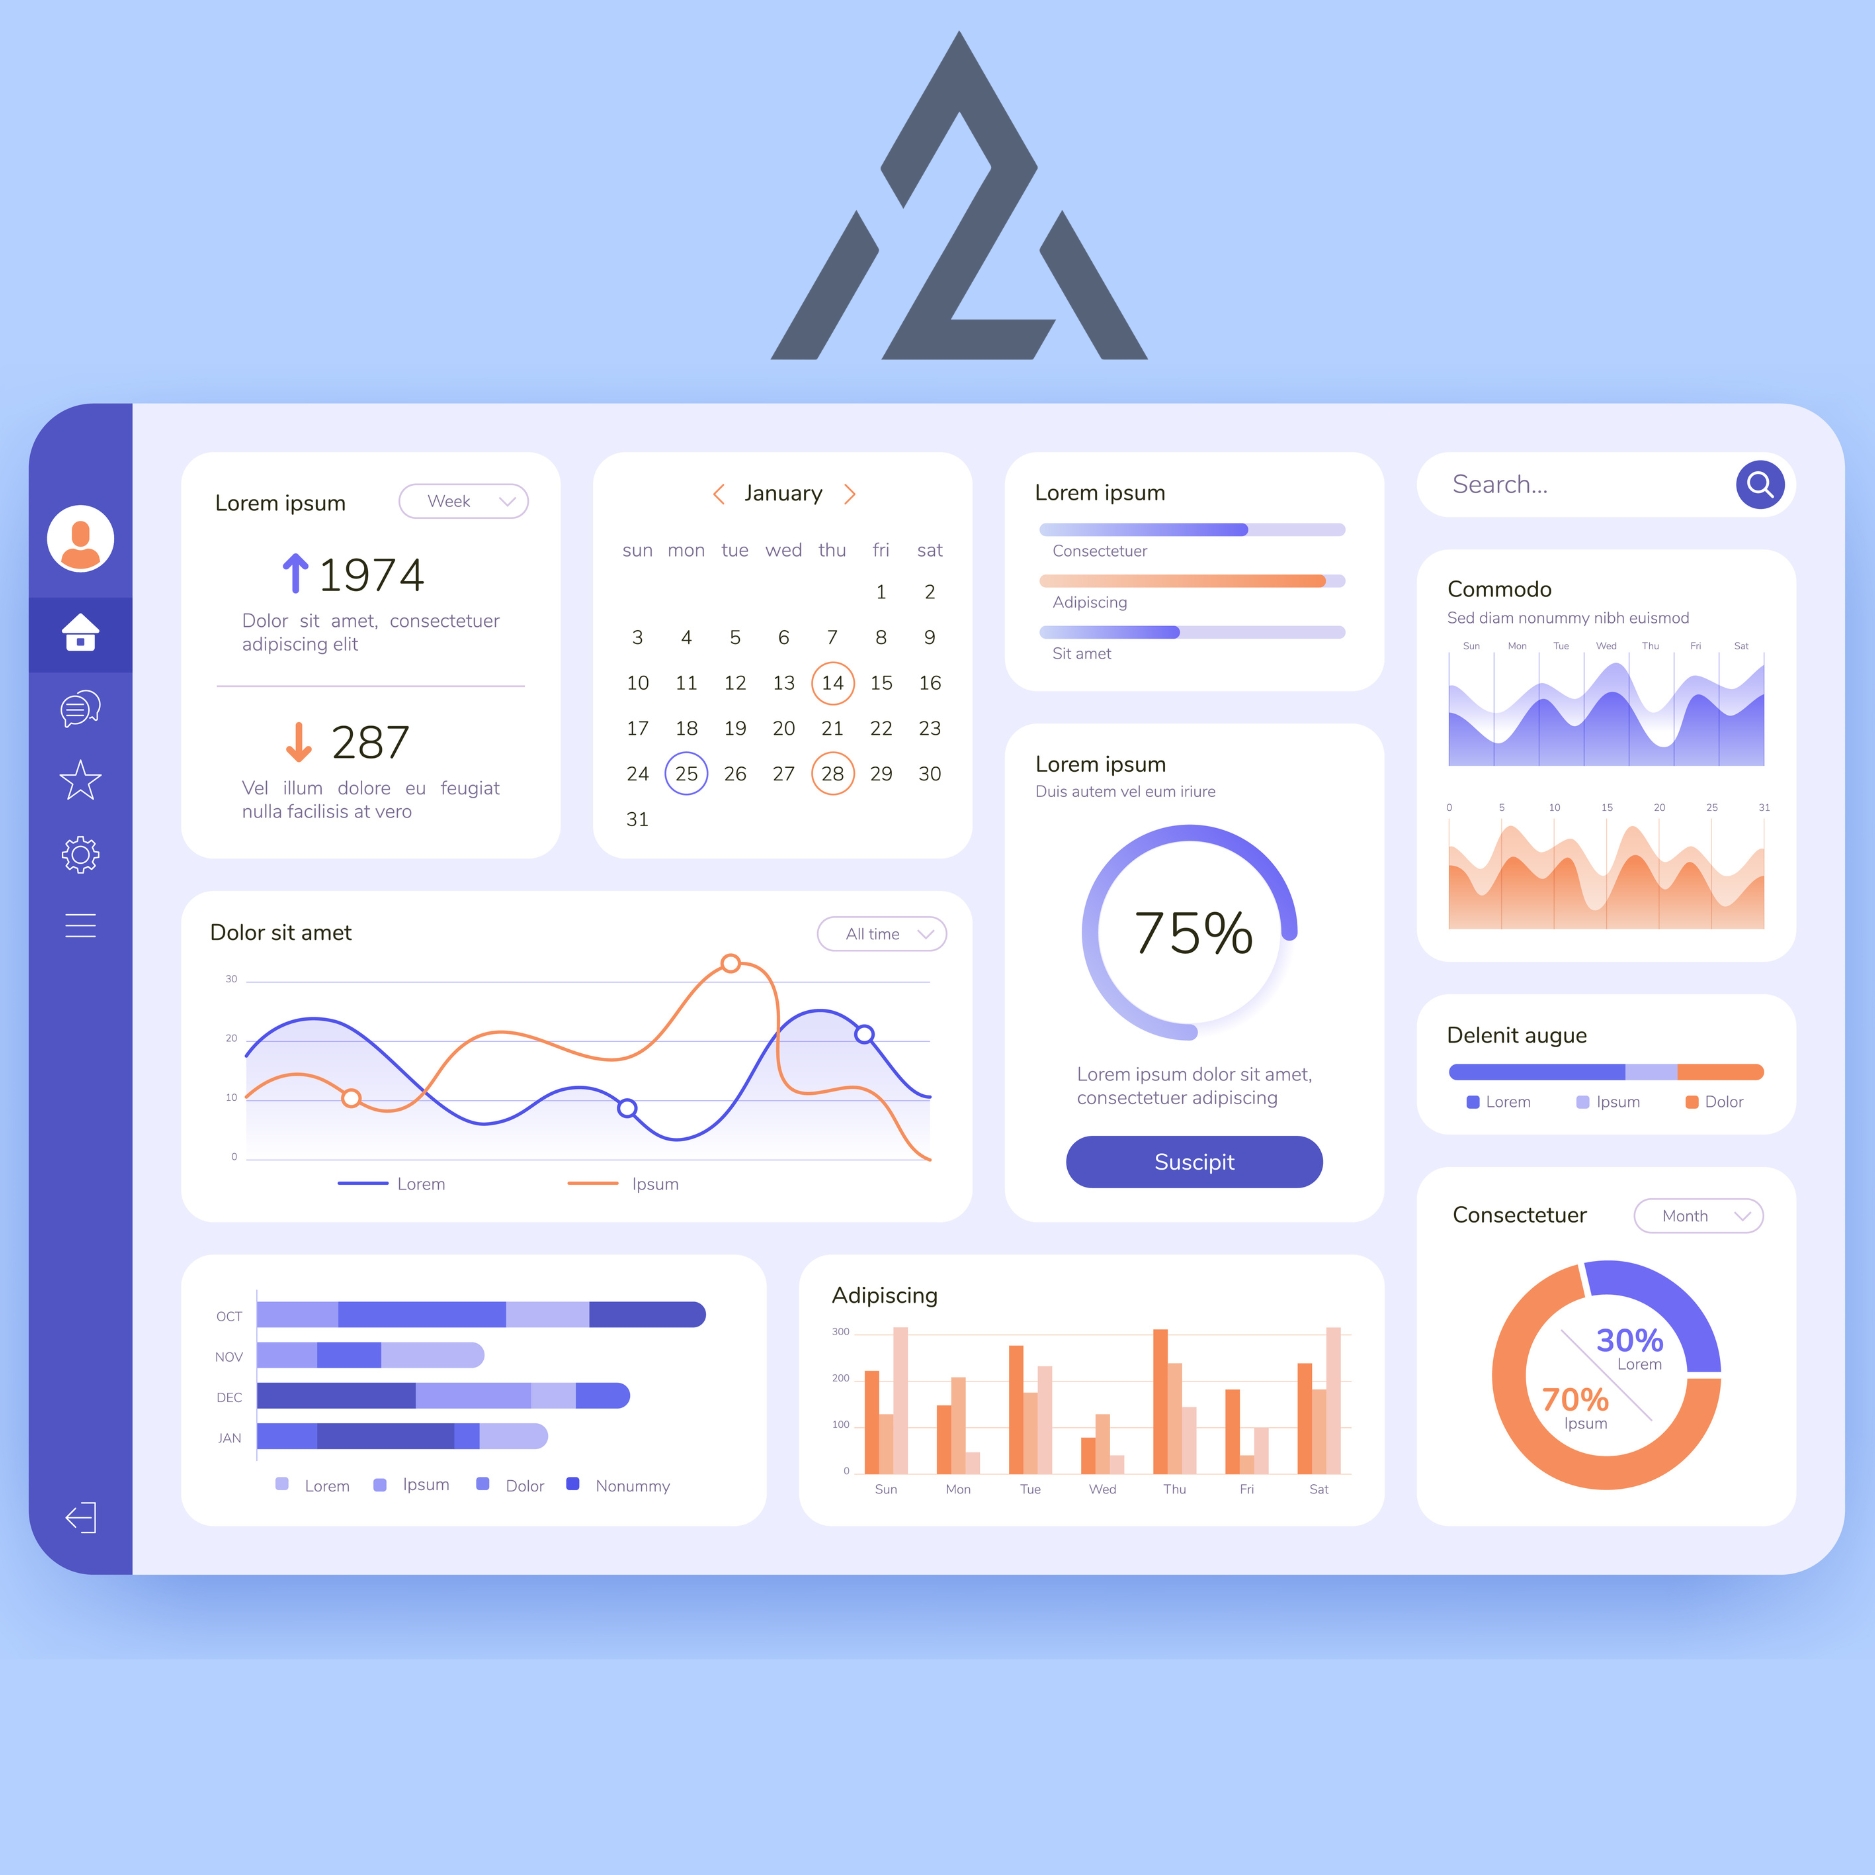 Lorem ipsum
Week
1974
Dolor sit amet, consectetuer
adipiscing elit
287
Vel illum dolore eu feugiat
nulla facilisis at vero
January
sun mon tue wed thu fri sat
1 2
3 4 5 6 7 8 9
10 11 12 13 14 15 16
17 18 19 20 21 22 23
24 25 26 27 28 29 30
31
Lorem ipsum
Consectetuer
Adipiscing
Sit amet
Search...
Commodo
Sed diam nonummy nibh euismod
Sun Mon Tue Wed Thu Fri Sat
0 5 10 15 20 25 31
Dolor sit amet
All time
30
20
10
0
Lorem Ipsum
Lorem ipsum
Duis autem vel eum iriure
75%
Lorem ipsum dolor sit amet,
consectetuer adipiscing
Suscipit
Delenit augue
Lorem Ipsum Dolor
OCT
NOV
DEC
JAN
Lorem Ipsum Dolor Nonummy
Adipiscing
300
200
100
0
Sun Mon Tue Wed Thu Fri Sat
Consectetuer
Month
30%
Lorem
70%
Ipsum